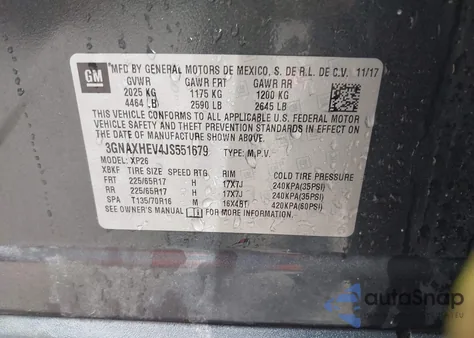 GM
MFD BY GENERAL MOTORS DE MEXICO, S. DE R.L. DE C.V. 11/17
GVWR GAWR FRT GAWR RR
2025 KG 1175 KG 1200 KG
4464 LB 2590 LB 2645 LB
THIS VEHICLE CONFORMS TO ALL APPLICABLE U.S. FEDERAL MOTOR
VEHICLE SAFETY AND THEFT PREVENTION STANDARDS IN EFFECT ON
THE DATE OF MANUFACTURE SHOWN ABOVE.
3GNAXHEV4JS551679 TYPE: M.P.V.
MODEL: XP26
XBKF TIRE SIZE SPEED RTG RIM COLD TIRE PRESSURE
FRT 225/65R17 H 17X7J 240KPA(35PSI)
RR 225/65R17 H 17X7J 240KPA(35PSI)
SPA T135/70R16 M 16X4BT 420KPA(60PSI)
SEE OWNER'S MANUAL i FOR MORE INFORMATION.
autoSnap